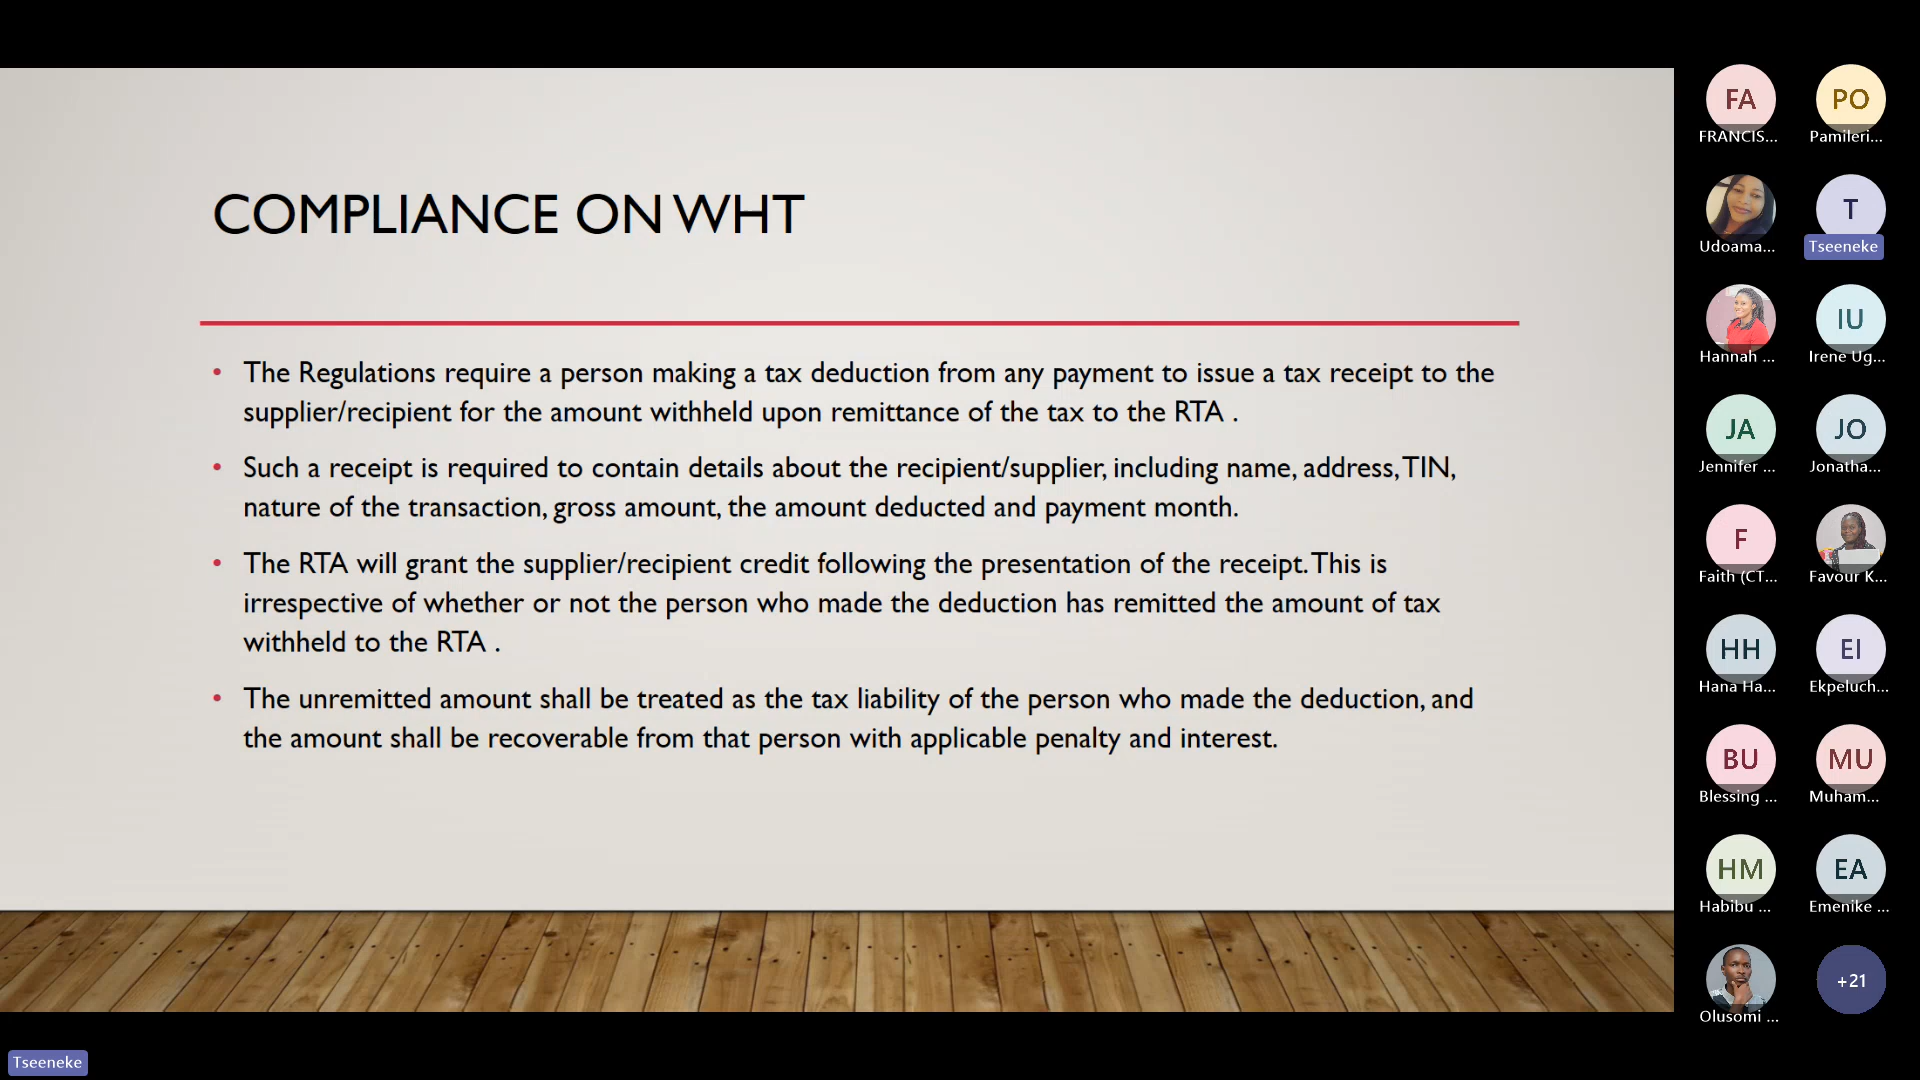 COMPLIANCE ON WHT
• The Regulations require a person making a tax deduction from any payment to issue a tax receipt to the
supplier/recipient for the amount withheld upon remittance of the tax to the RTA .
• Such a receipt is required to contain details about the recipient/supplier, including name, address, TIN,
nature of the transaction, gross amount, the amount deducted and payment month.
• The RTA will grant the supplier/recipient credit following the presentation of the receipt. This is
irrespective of whether or not the person who made the deduction has remitted the amount of tax
withheld to the RTA .
• The unremitted amount shall be treated as the tax liability of the person who made the deduction, and
the amount shall be recoverable from that person with applicable penalty and interest.
FA
FRANCIS...
PO
Pamileri...
Udoama...
T
Tseeneke
Hannah ...
IU
Irene Ug...
JA
Jennifer ...
JO
Jonatha...
F
Faith (CT...
Favour K...
HH
Hana Ha...
EI
Ekpeluch...
BU
Blessing ...
MU
Muham...
HM
Habibu ...
EA
Emenike ...
Olusomi ...
+21
Tseeneke